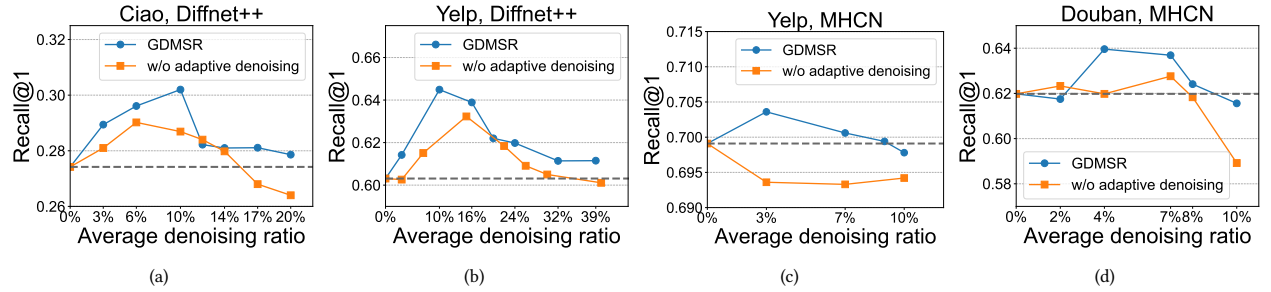 Ciao, Diffnet++
0.32
0.30
0.28
0.26
Recall@1
GDMSR
w/o adaptive denoising
0% 3% 6% 10% 14% 17% 20%
Average denoising ratio
(a)
Yelp, Diffnet++
0.66
0.64
0.62
0.60
Recall@1
GDMSR
w/o adaptive denoising
0% 10% 16% 24% 32% 39%
Average denoising ratio
(b)
Yelp, MHCN
0.715
0.710
0.705
0.700
0.695
0.690
Recall@1
GDMSR
w/o adaptive denoising
0% 3% 7% 10%
Average denoising ratio
(c)
Douban, MHCN
0.64
0.62
0.60
0.58
Recall@1
GDMSR
w/o adaptive denoising
0% 2% 4% 7% 8% 10%
Average denoising ratio
(d)